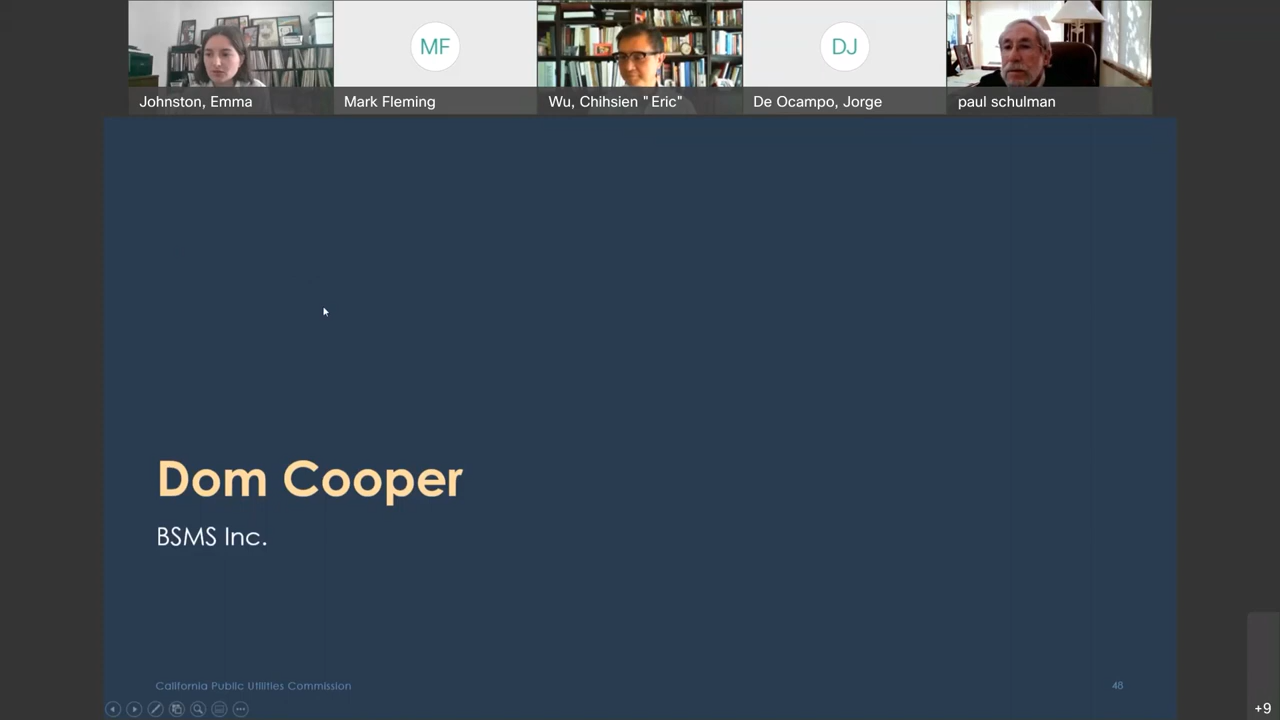 MF
DJ
Johnston, Emma
Mark Fleming
Wu, Chihsien "Eric"
De Ocampo, Jorge
paul schulman
Dom Cooper
BSMS Inc.
California Public Utilities Commission
48
+9